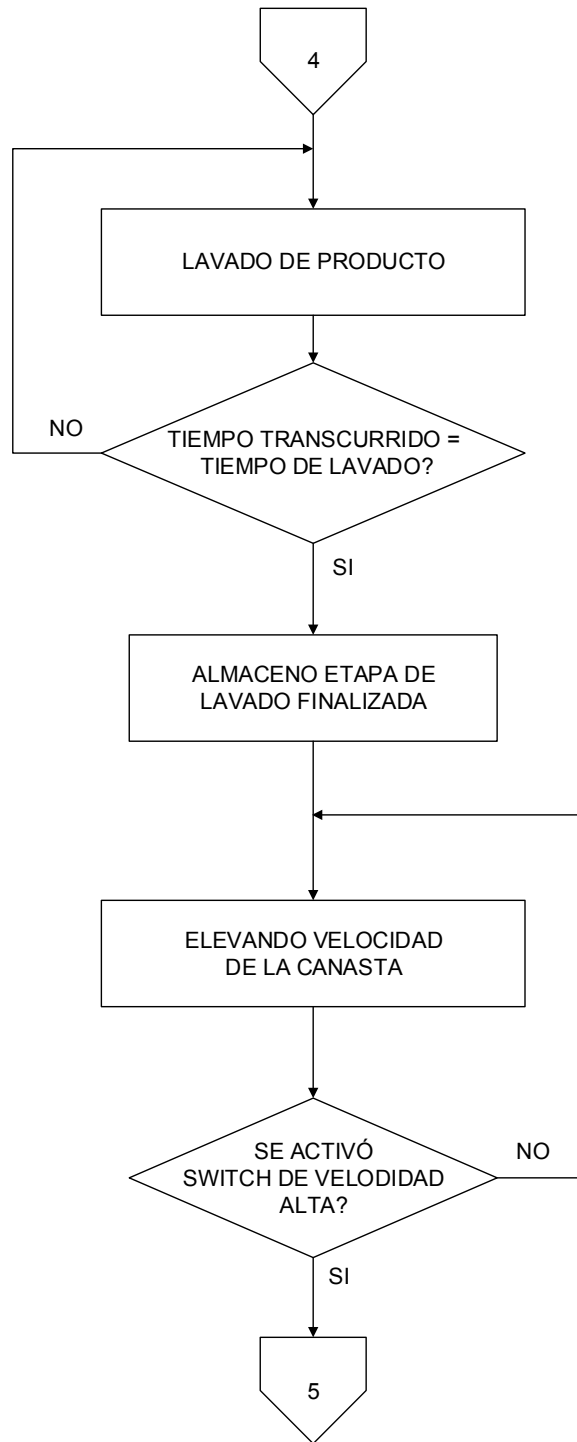 4
LAVADO DE PRODUCTO
NO
TIEMPO TRANSCURRIDO =
TIEMPO DE LAVADO?
SI
ALMACENO ETAPA DE
LAVADO FINALIZADA
ELEVANDO VELOCIDAD
DE LA CANASTA
SE ACTIVÓ
SWITCH DE VELODIDAD
ALTA?
NO
SI
5